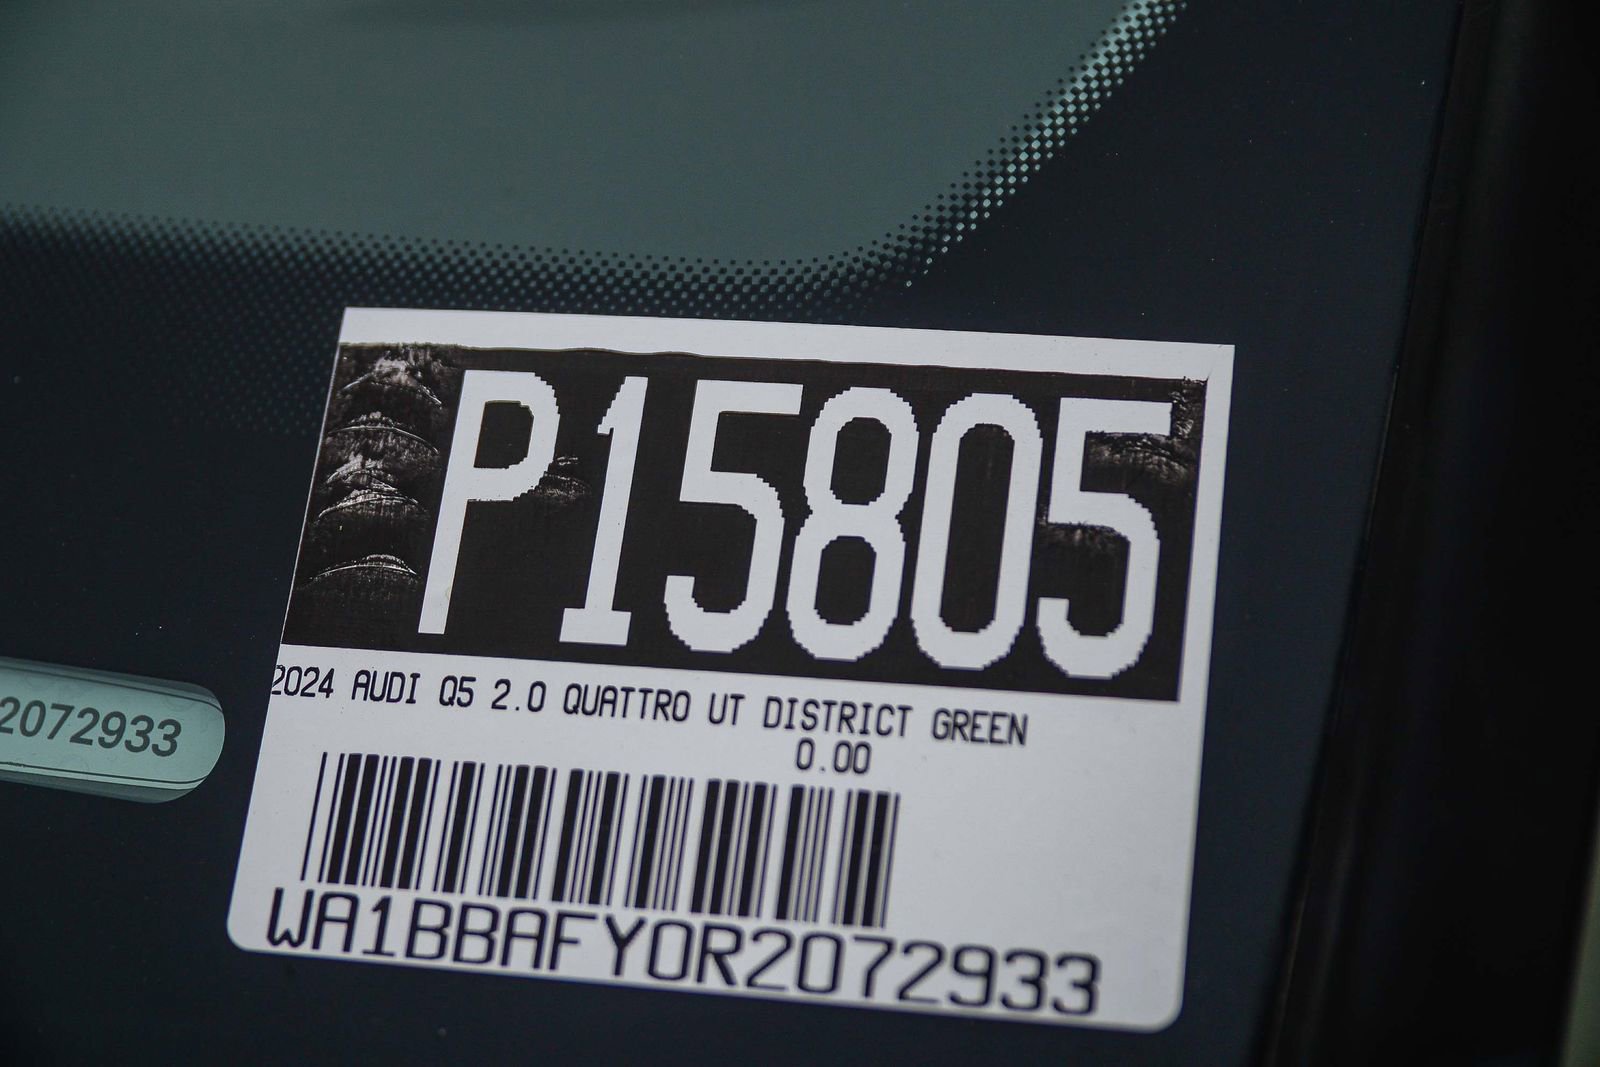 P15805
2024 AUDI Q5 2.0 QUATTRO UT DISTRICT GREEN
0.00
2072933
WA1BBAFY0R2072933